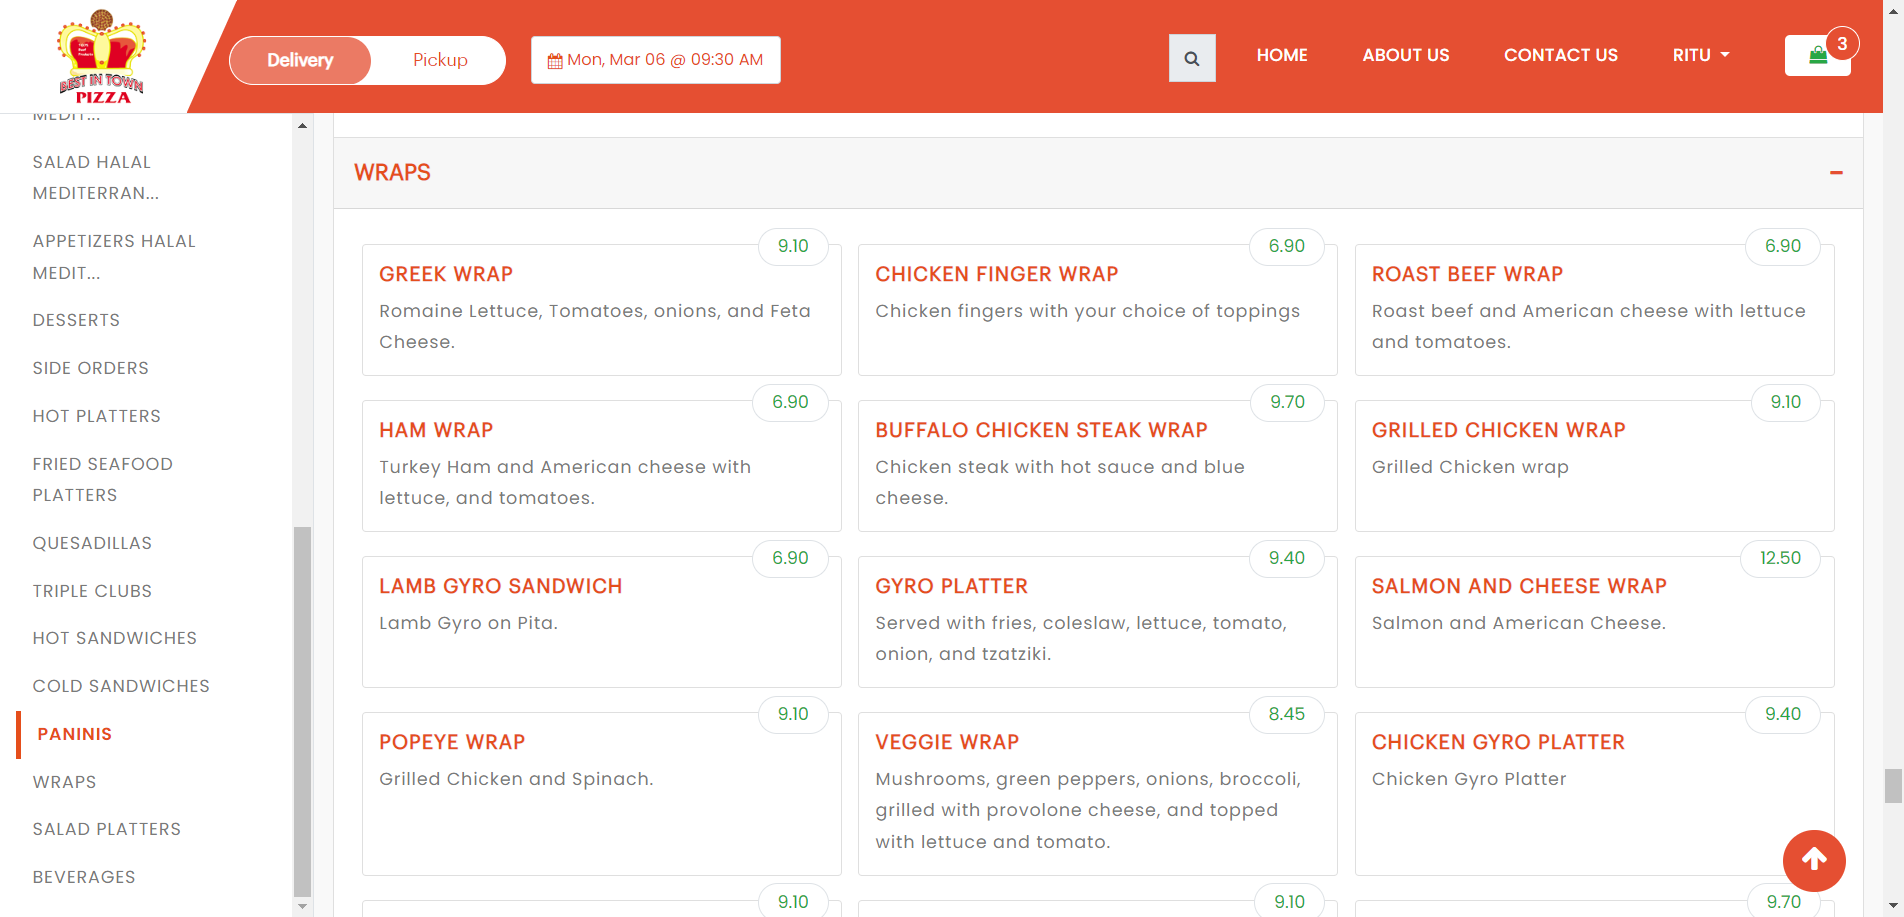 BEST IN TOWN
PIZZA
Delivery
Pickup
Mon, Mar 06 @ 09:30 AM
HOME
ABOUT US
CONTACT US
RITU
3
MEDIT...
SALAD HALAL
MEDITERRAN...
APPETIZERS HALAL
MEDIT...
DESSERTS
SIDE ORDERS
HOT PLATTERS
FRIED SEAFOOD
PLATTERS
QUESADILLAS
TRIPLE CLUBS
HOT SANDWICHES
COLD SANDWICHES
PANINIS
WRAPS
SALAD PLATTERS
BEVERAGES
WRAPS
9.10
GREEK WRAP
Romaine Lettuce, Tomatoes, onions, and Feta
Cheese.
6.90
CHICKEN FINGER WRAP
Chicken fingers with your choice of toppings
6.90
ROAST BEEF WRAP
Roast beef and American cheese with lettuce
and tomatoes.
6.90
HAM WRAP
Turkey Ham and American cheese with
lettuce, and tomatoes.
9.70
BUFFALO CHICKEN STEAK WRAP
Chicken steak with hot sauce and blue
cheese.
9.10
GRILLED CHICKEN WRAP
Grilled Chicken wrap
6.90
LAMB GYRO SANDWICH
Lamb Gyro on Pita.
9.40
GYRO PLATTER
Served with fries, coleslaw, lettuce, tomato,
onion, and tzatziki.
12.50
SALMON AND CHEESE WRAP
Salmon and American Cheese.
9.10
POPEYE WRAP
Grilled Chicken and Spinach.
8.45
VEGGIE WRAP
Mushrooms, green peppers, onions, broccoli,
grilled with provolone cheese, and topped
with lettuce and tomato.
9.40
CHICKEN GYRO PLATTER
Chicken Gyro Platter
9.10
9.10
9.70